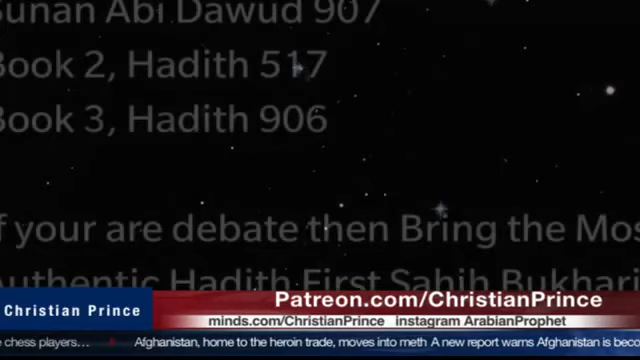 Sunan Abi Dawud 907
Book 2, Hadith 517
Book 3, Hadith 906
f your are debate then Bring the Mos
Authentic Hadith First Sahih Bukhari
Patreon.com/ChristianPrince
Christian Prince
minds.com/ChristianPrince instagram ArabianProphet
chess players... Afghanistan, home to the heroin trade, moves into meth A new report warns Afghanistan is beco